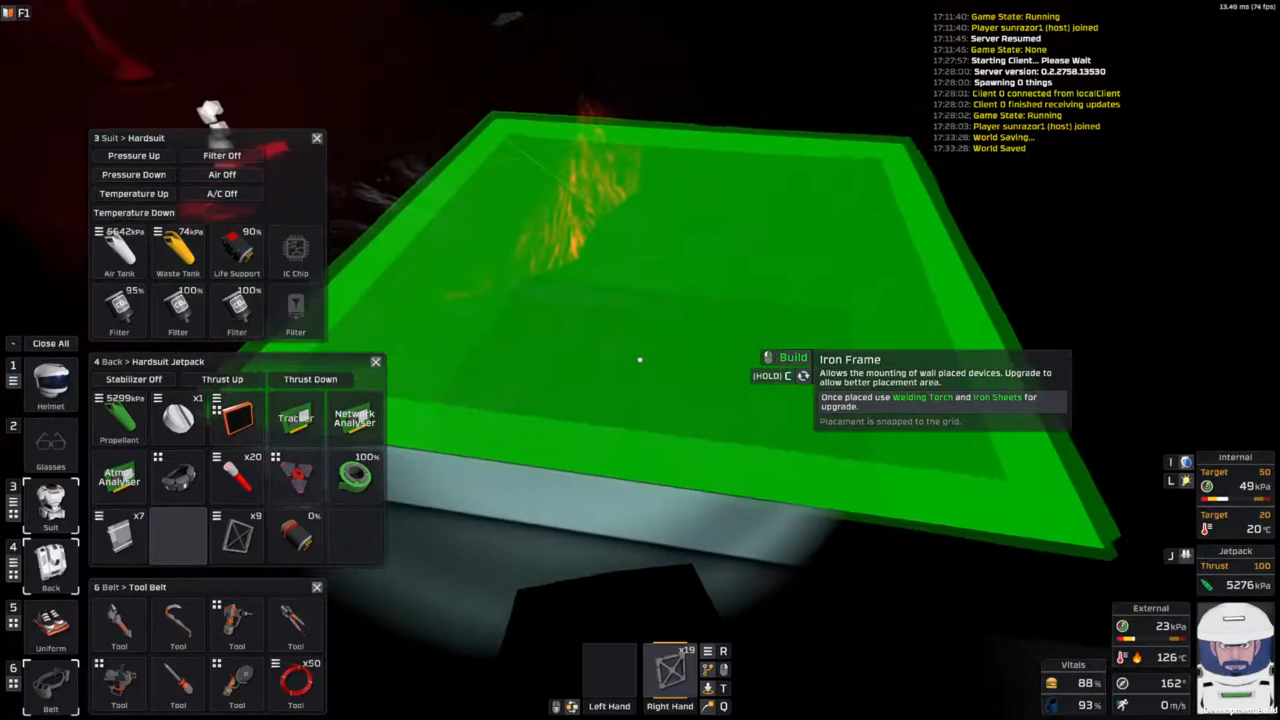 F1
13.49 ms (74 fps)
17:11:40: Game State: Running
17:11:40: Player sunrazor1 (host) joined
17:11:45: Server Resumed
17:11:45: Game State: None
17:27:57: Starting Client... Please Wait
17:28:00: Server version: 0.2.2758.13530
17:28:00: Spawning 0 things
17:28:01: Client 0 connected from localClient
17:28:02: Client 0 finished receiving updates
17:28:02: Game State: Running
17:28:03: Player sunrazor1 (host) joined
17:33:28: World Saving...
17:33:28: World Saved
3 Suit > Hardsuit
Pressure Up Filter Off
Pressure Down Air Off
Temperature Up A/C Off
Temperature Down
5642kPa 74kPa 90%
Air Tank Waste Tank Life Support IC Chip
95% 100% 100%
Filter Filter Filter Filter
~ Close All
1
Helmet
2
Glasses
3
Suit
4
Back
5
Uniform
6
Belt
4 Back > Hardsuit Jetpack
Stabilizer Off Thrust Up Thrust Down
5299kPa x1
Propellant Tracker Network Analyser
x20 100%
Atmos Analyser
x7 x9 0%
6 Belt > Tool Belt
Tool Tool Tool Tool
x50
Tool Tool Tool Tool
Build
(HOLD) C
Iron Frame
Allows the mounting of wall placed devices. Upgrade to
allow better placement area.
Once placed use Welding Torch and Iron Sheets for
upgrade.
Placement is snapped to the grid.
x19
R
T
Q
Left Hand Right Hand
I
L
Internal
Target 50
49kPa
Target 20
20°C
J
Jetpack
Thrust 100
5276kPa
External
23kPa
126°C
162°
0m/s
Vitals
88%
93%
Development Build